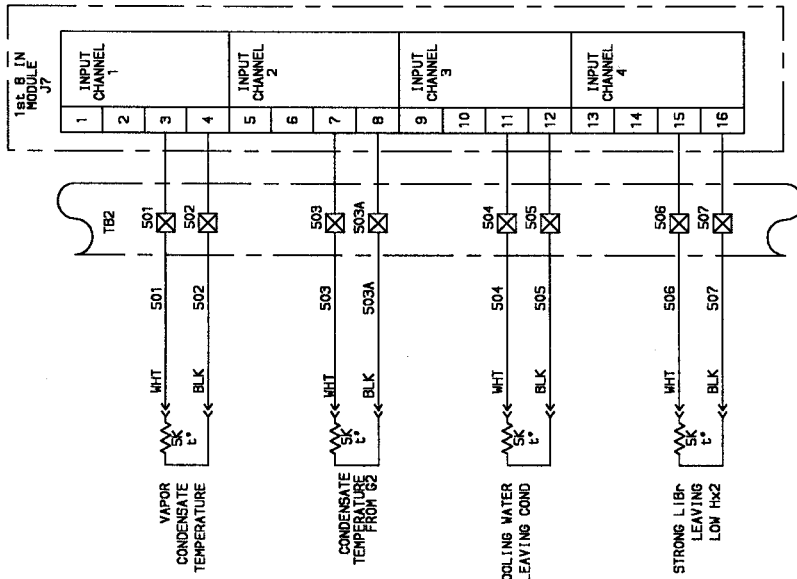 1st 8 IN
MODULE
J7
INPUT
CHANNEL
1
INPUT
CHANNEL
2
INPUT
CHANNEL
3
INPUT
CHANNEL
4
1
2
3
4
5
6
7
8
9
10
11
12
13
14
15
16
TB2
501
502
503
503A
504
505
506
507
501
502
503
503A
504
505
506
507
WHT
BLK
WHT
BLK
WHT
BLK
WHT
BLK
5K
t°
5K
t°
5K
t°
5K
t°
VAPOR
CONDENSATE
TEMPERATURE
CONDENSATE
TEMPERATURE
FROM G2
OOLING WATER
LEAVING COND
STRONG LIBr
LEAVING
LOW Hx2